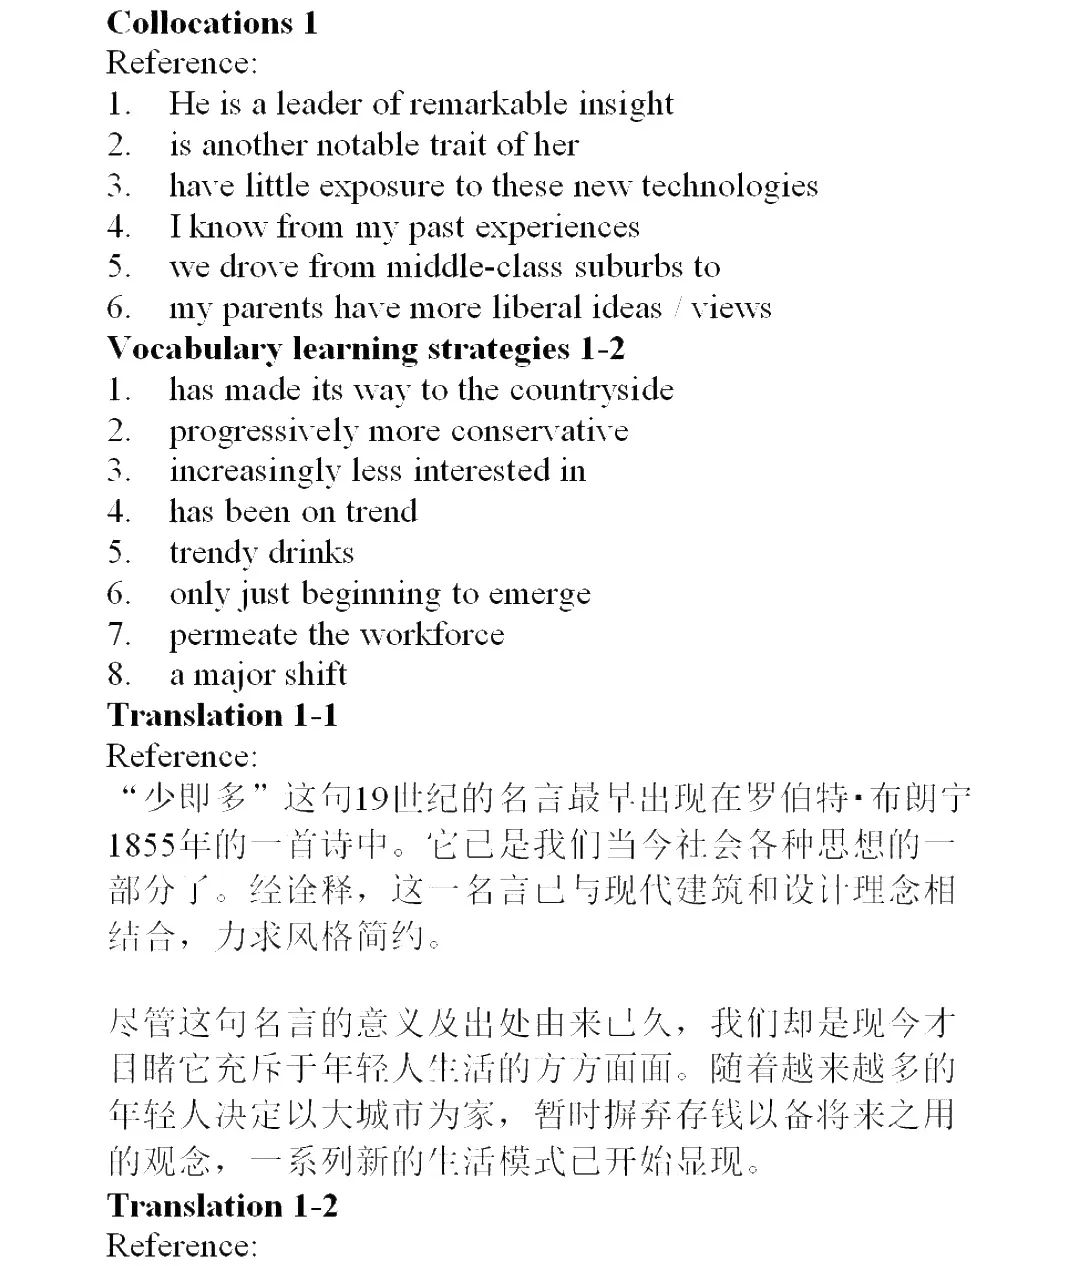 Collocations 1
Reference:
1. He is a leader of remarkable insight
2. is another notable trait of her
3. have little exposure to these new technologies
4. I know from my past experiences
5. we drove from middle-class suburbs to
6. my parents have more liberal ideas / views
Vocabulary learning strategies 1-2
1. has made its way to the countryside
2. progressively more conservative
3. increasingly less interested in
4. has been on trend
5. trendy drinks
6. only just beginning to emerge
7. permeate the workforce
8. a major shift
Translation 1-1
Reference:
“少即多”这句19世纪的名言最早出现在罗伯特·布朗宁
1855年的一首诗中。它已是我们当今社会各种思想的一
部分了。经诠释，这一名言已与现代建筑和设计理念相
结合，力求风格简约。
尽管这句名言的意义及出处由来已久，我们却是现今才
目睹它充斥于年轻人生活的方方面面。随着越来越多的
年轻人决定以大城市为家，暂时摒弃存钱以备将来之用
的观念，一系列新的生活模式已开始显现。
Translation 1-2
Reference: